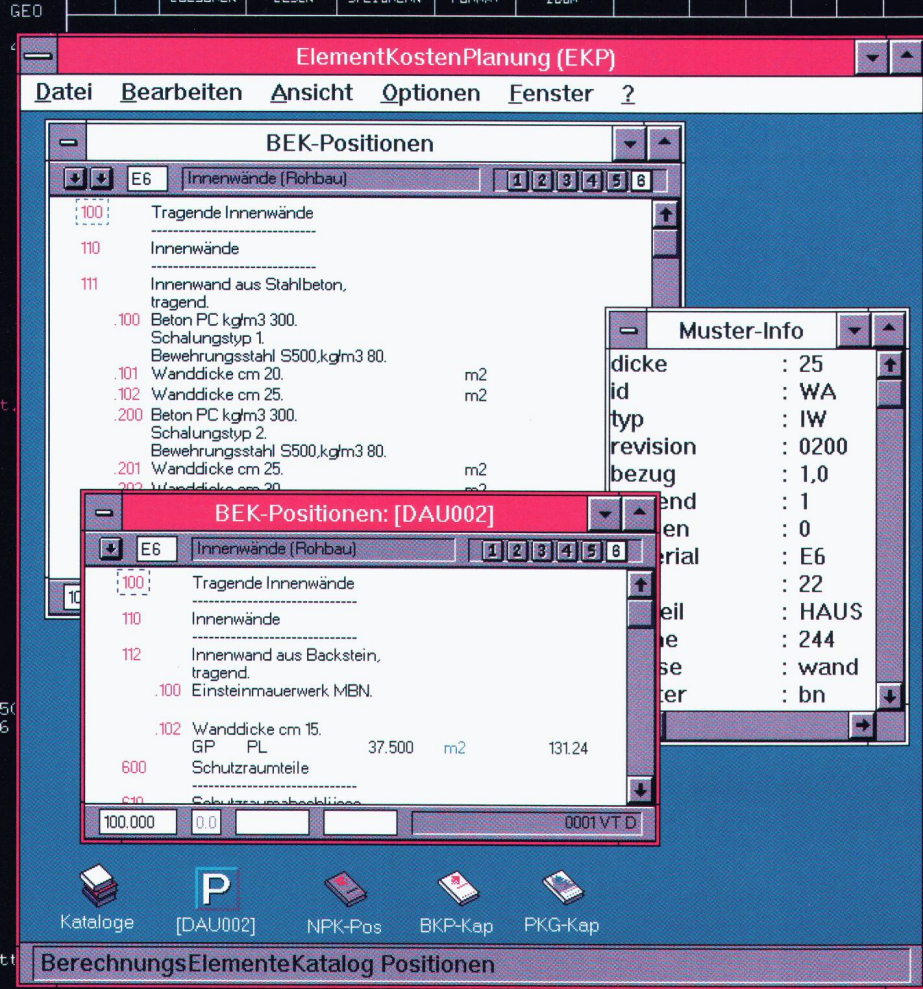 GEO
ElementKostenPlanung (EKP)
Datei Bearbeiten Ansicht Optionen Fenster ?
BEK-Positionen
E6 Innenwände (Rohbau) 1 2 3 4 5 6
100 Tragende Innenwände
110 Innenwände
111 Innenwand aus Stahlbeton,
tragend.
.100 Beton PC kg/m3 300.
Schalungstyp 1.
Bewehrungsstahl S500,kg/m3 80.
.101 Wanddicke cm 20. m2
.102 Wanddicke cm 25. m2
.200 Beton PC kg/m3 300.
Schalungstyp 2.
Bewehrungsstahl S500,kg/m3 80.
.201 Wanddicke cm 25. m2
Muster-Info
dicke : 25
id : WA
typ : IW
revision : 0200
bezug : 1,0
end : 1
en : 0
erial : E6
: 22
eil : HAUS
e : 244
se : wand
ter : bn
BEK-Positionen: [DAU002]
E6 Innenwände (Rohbau) 1 2 3 4 5 6
100 Tragende Innenwände
110 Innenwände
112 Innenwand aus Backstein,
tragend.
.100 Einsteinmauerwerk MBN.
.102 Wanddicke cm 15.
GP PL 37.500 m2 131.24
600 Schutzraumteile
100.000 0.0 0001 VT D
Kataloge [DAU002] NPK-Pos BKP-Kap PKG-Kap
BerechnungsElementeKatalog Positionen